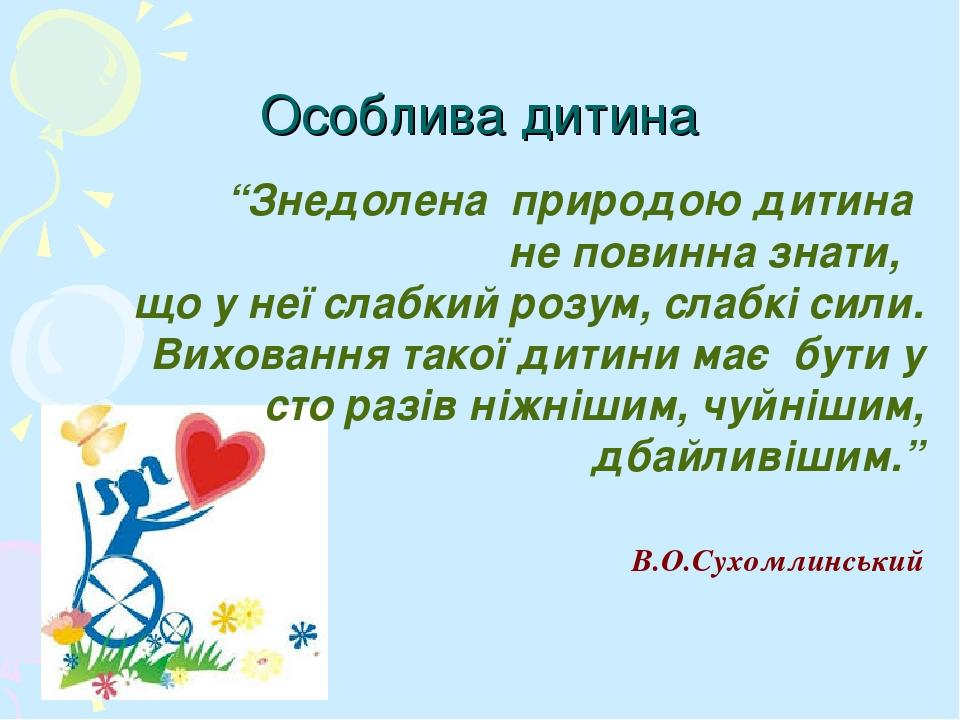 Особлива дитина
“Знедолена природою дитина
не повинна знати,
що у неї слабкий розум, слабкі сили.
Виховання такої дитини має бути у
сто разів ніжнішим, чуйнішим,
дбайливішим.”
В.О.Сухомлинський